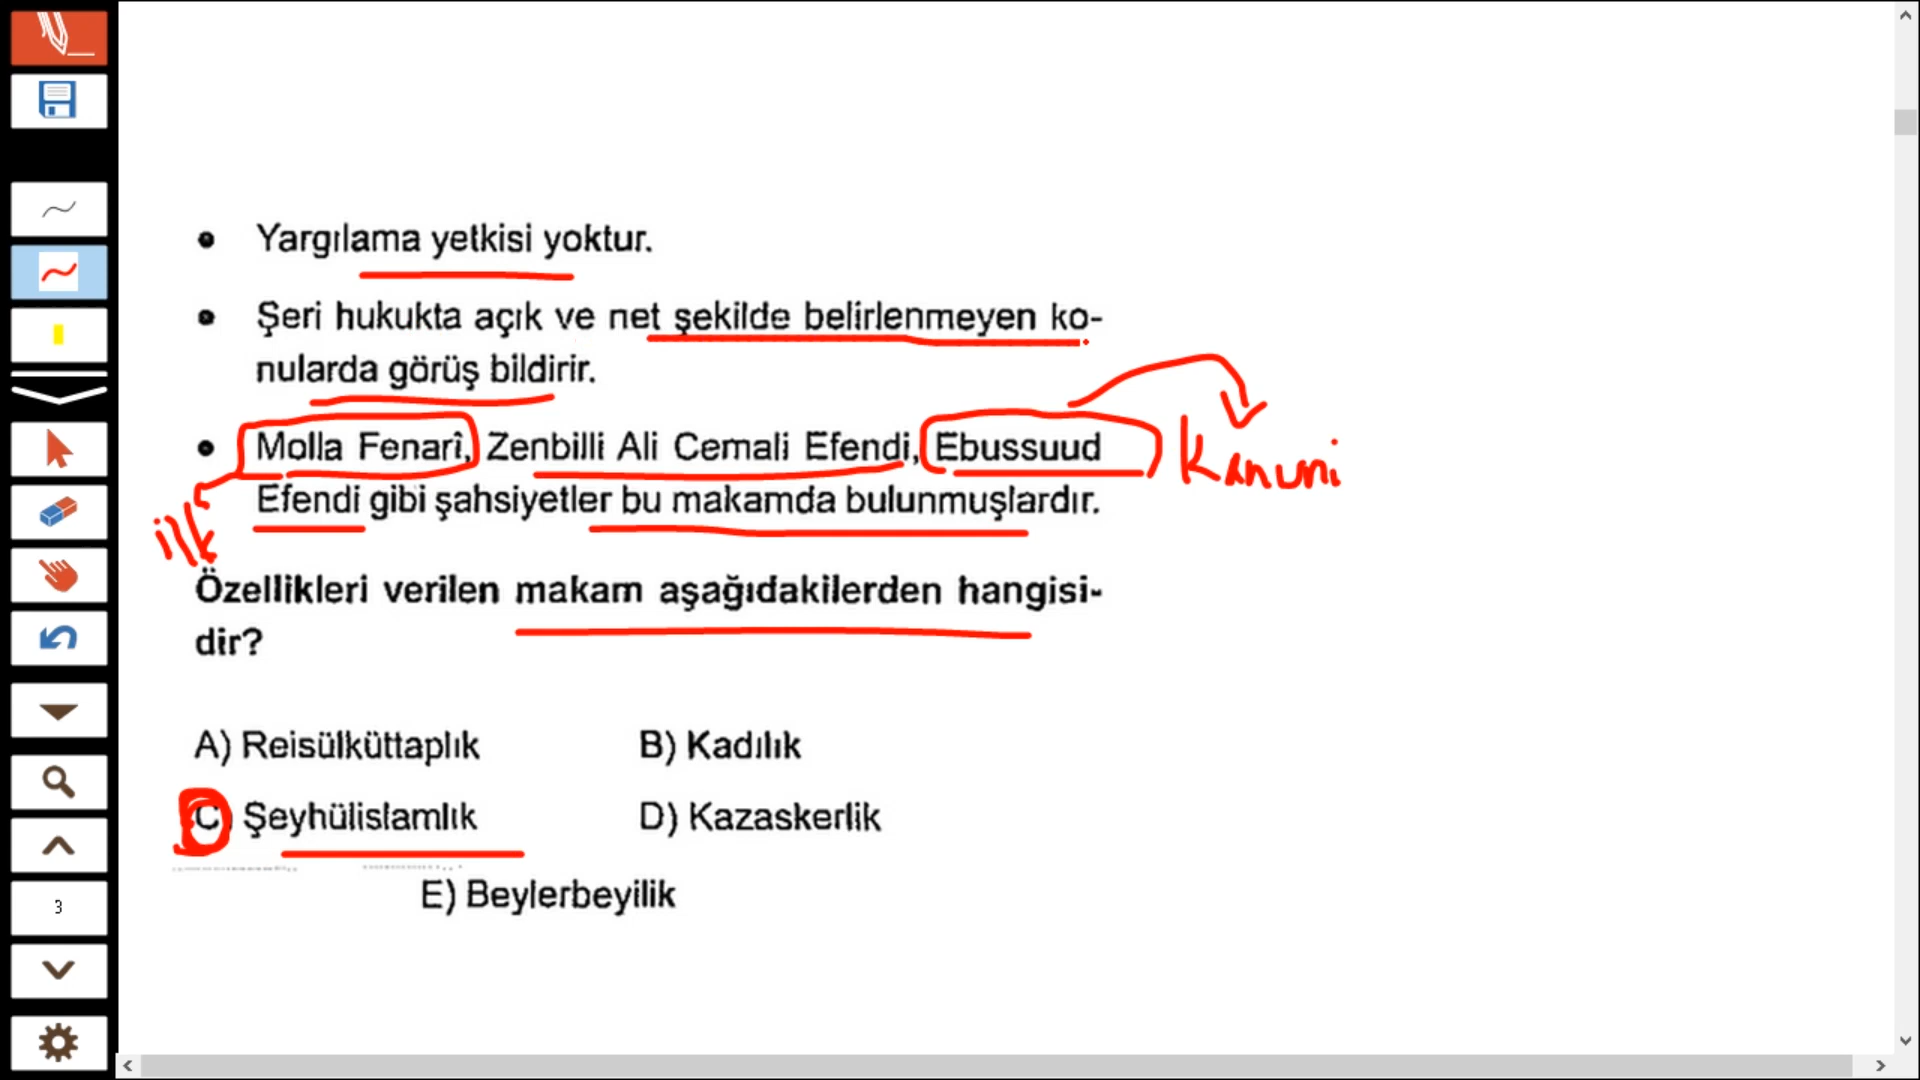 • Yargılama yetkisi yoktur.
• Şeri hukukta açık ve net şekilde belirlenmeyen ko-
nularda görüş bildirir.
• Molla Fenarî, Zenbilli Ali Cemali Efendi, Ebussuud
Kanuni
Efendi gibi şahsiyetler bu makamda bulunmuşlardır.
ilk
Özellikleri verilen makam aşağıdakilerden hangisi-
dir?
A) Reisülküttaplık B) Kadılık
C) Şeyhülislamlık D) Kazaskerlik
E) Beylerbeyilik
3